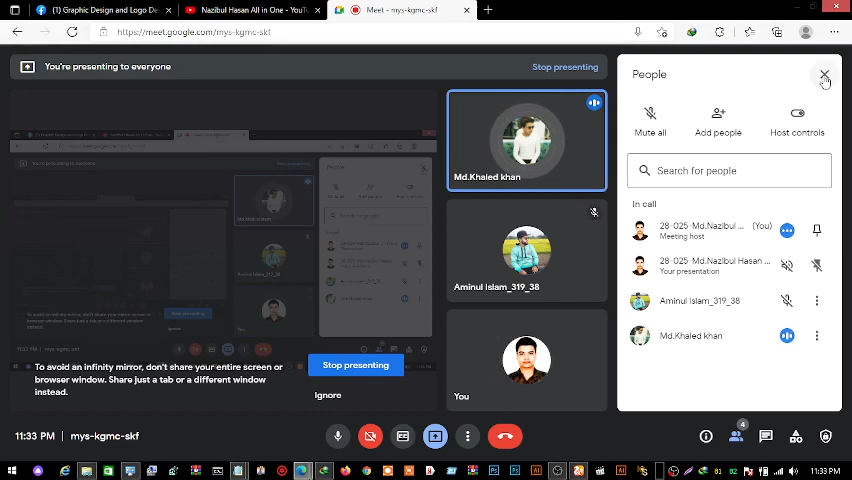 (1) Graphic Design and Logo De
Nazibul Hasan All in One - YouTu
Meet - mys-kgmc-skf
https://meet.google.com/mys-kgmc-skf
You're presenting to everyone
Stop presenting
Md.Khaled khan
Aminul Islam_319_38
You
To avoid an infinity mirror, don't share your entire screen or
browser window. Share just a tab or a different window
instead.
Stop presenting
Ignore
People
Mute all
Add people
Host controls
Search for people
In call
28-025-Md.Nazibul ... (You)
Meeting host
28-025-Md.Nazibul Hasan ...
Your presentation
Aminul Islam_319_38
Md.Khaled khan
11:33 PM | mys-kgmc-skf
4
11:33 PM